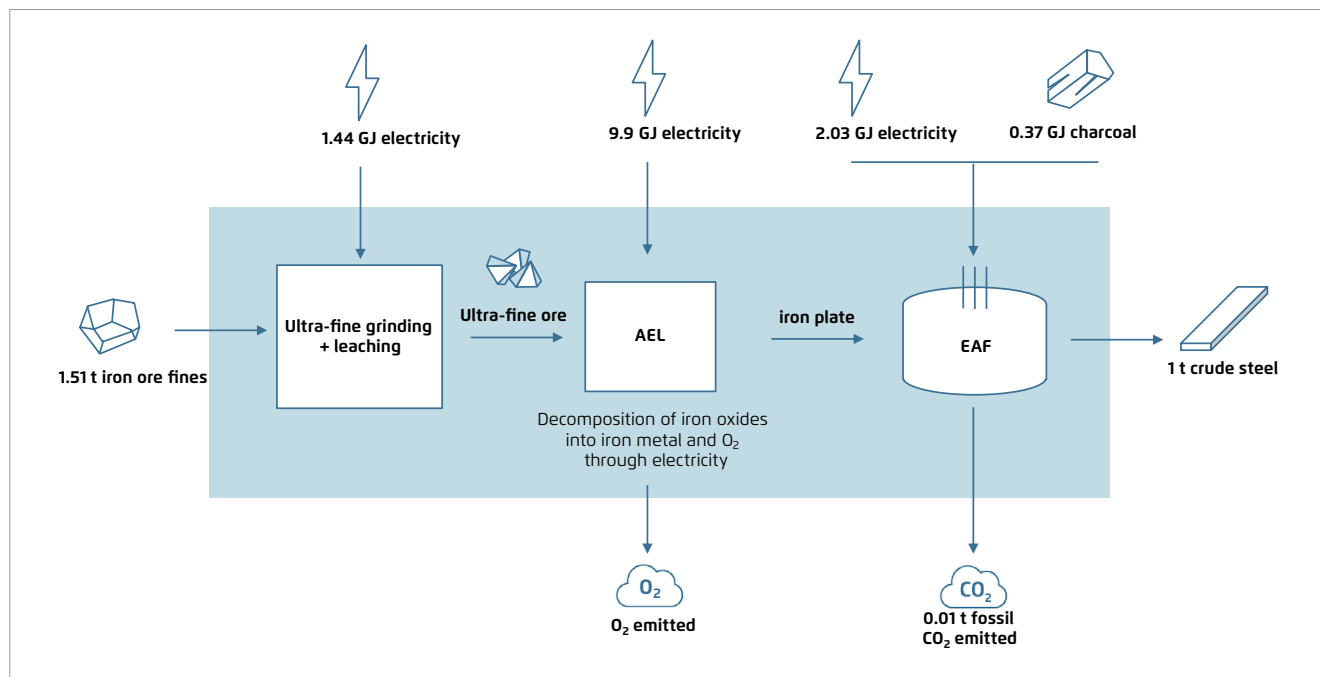 1.44 GJ electricity
9.9 GJ electricity
2.03 GJ electricity
0.37 GJ charcoal
1.51 t iron ore fines
Ultra-fine grinding
+ leaching
Ultra-fine ore
AEL
Decomposition of iron oxides
into iron metal and O₂
through electricity
iron plate
EAF
1 t crude steel
O₂
O₂ emitted
CO₂
0.01 t fossil
CO₂ emitted